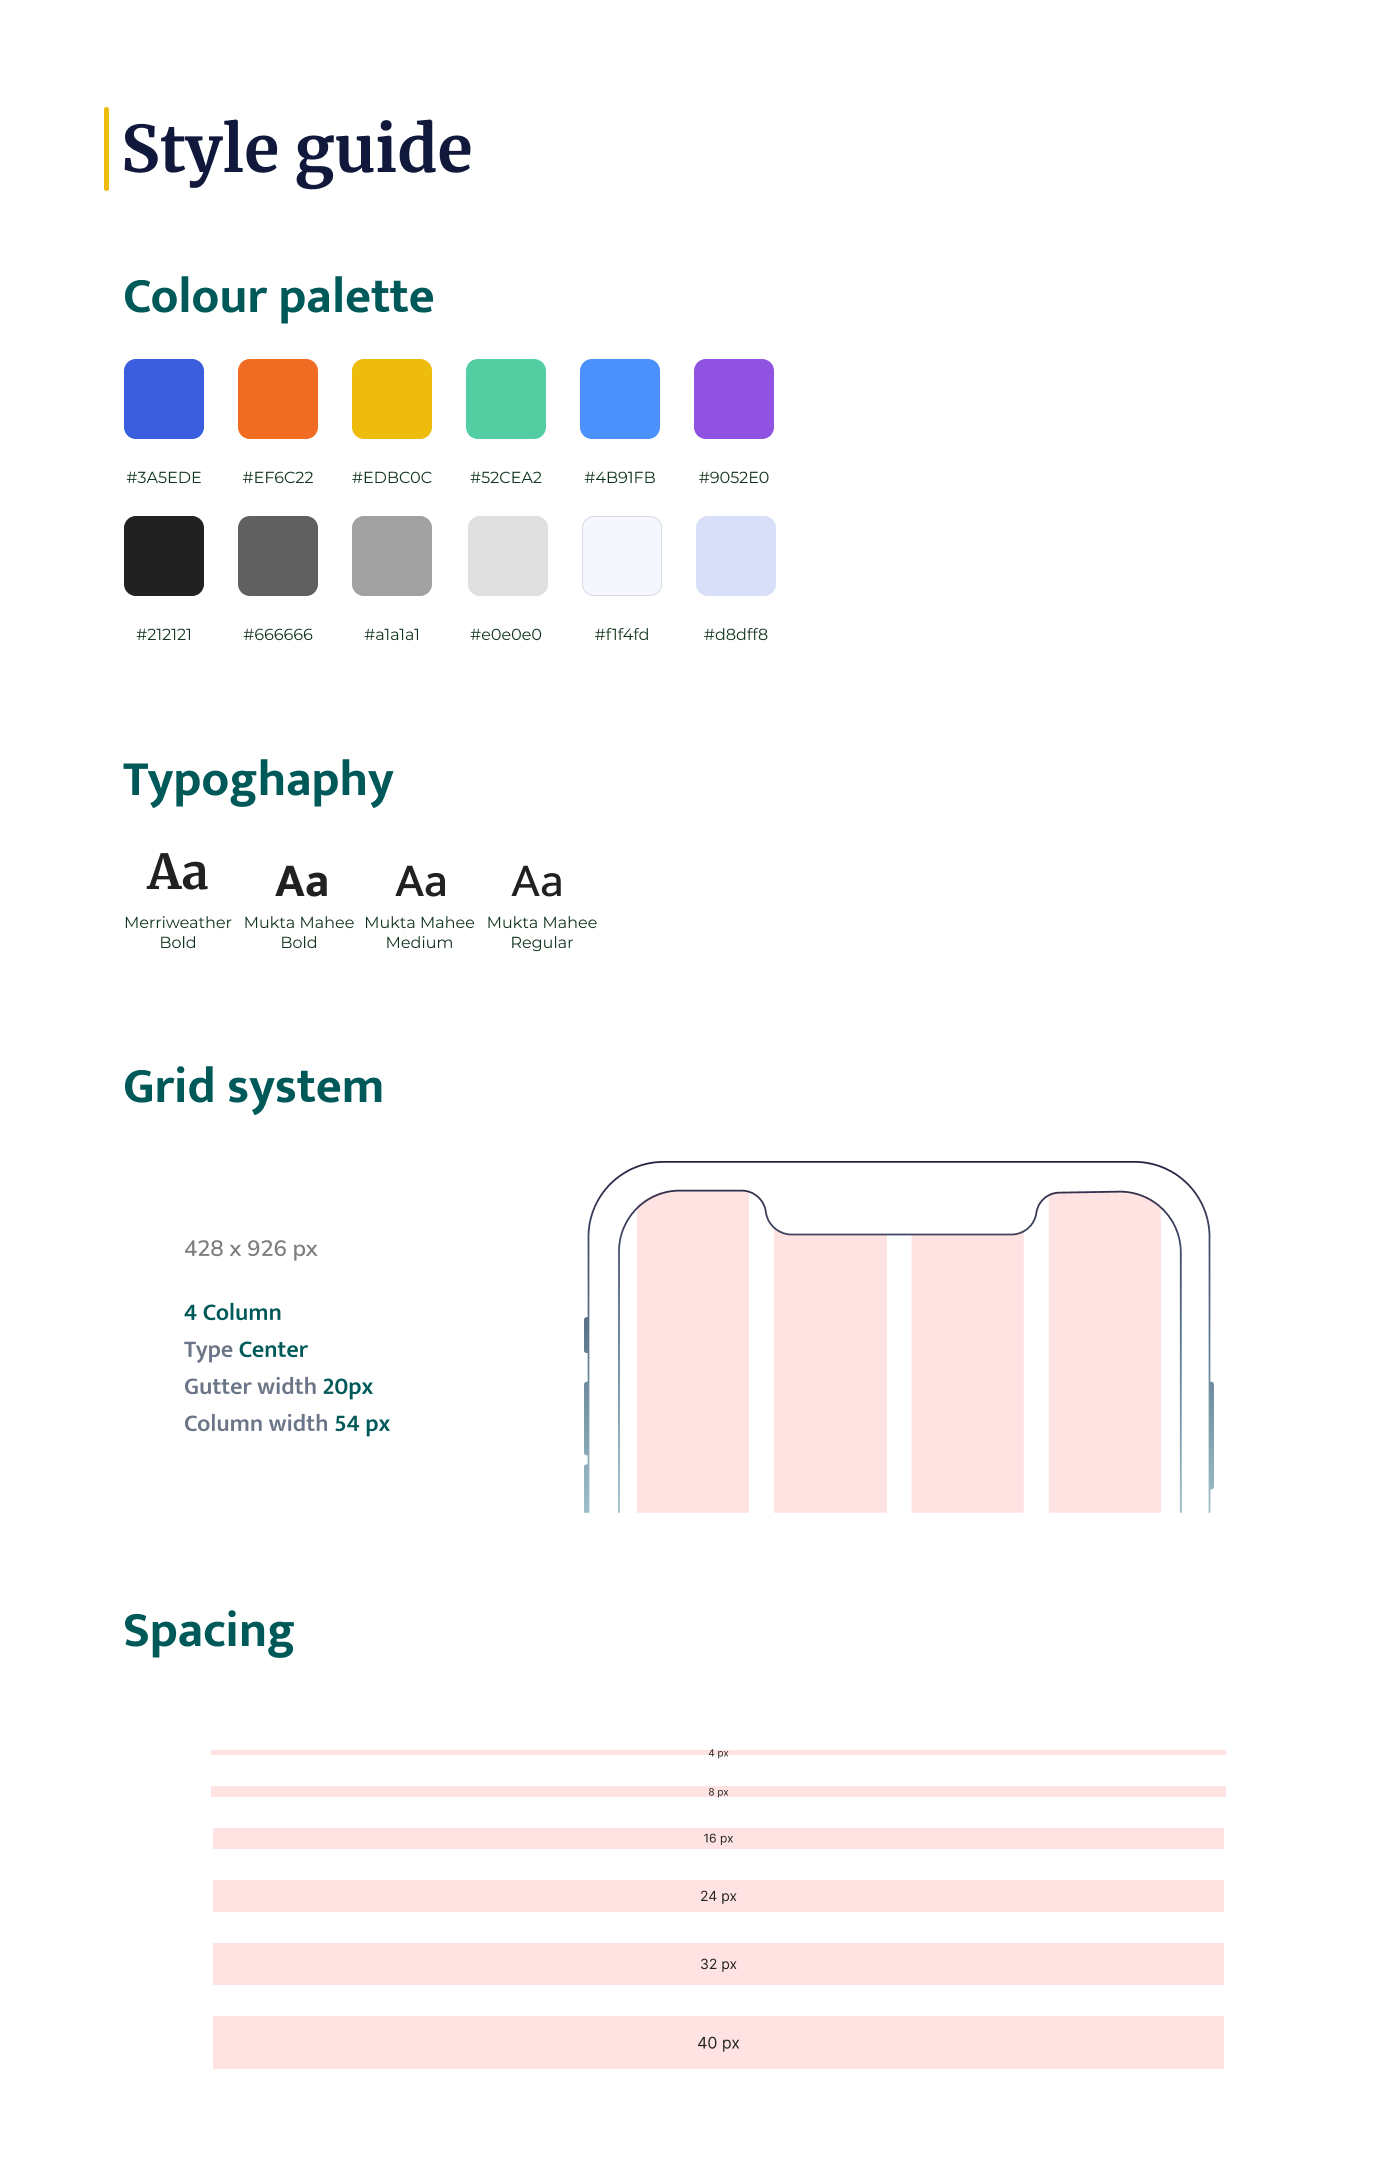 Style guide
Colour palette
#3A5EDE #EF6C22 #EDBC0C #52CEA2 #4B91FB #9052E0
#212121 #666666 #a1a1a1 #e0e0e0 #f1f4fd #d8dff8
Typoghaphy
Aa Aa Aa Aa
Merriweather Mukta Mahee Mukta Mahee Mukta Mahee
Bold Bold Medium Regular
Grid system
428 x 926 px
4 Column
Type Center
Gutter width 20px
Column width 54 px
Spacing
4 px
8 px
16 px
24 px
32 px
40 px